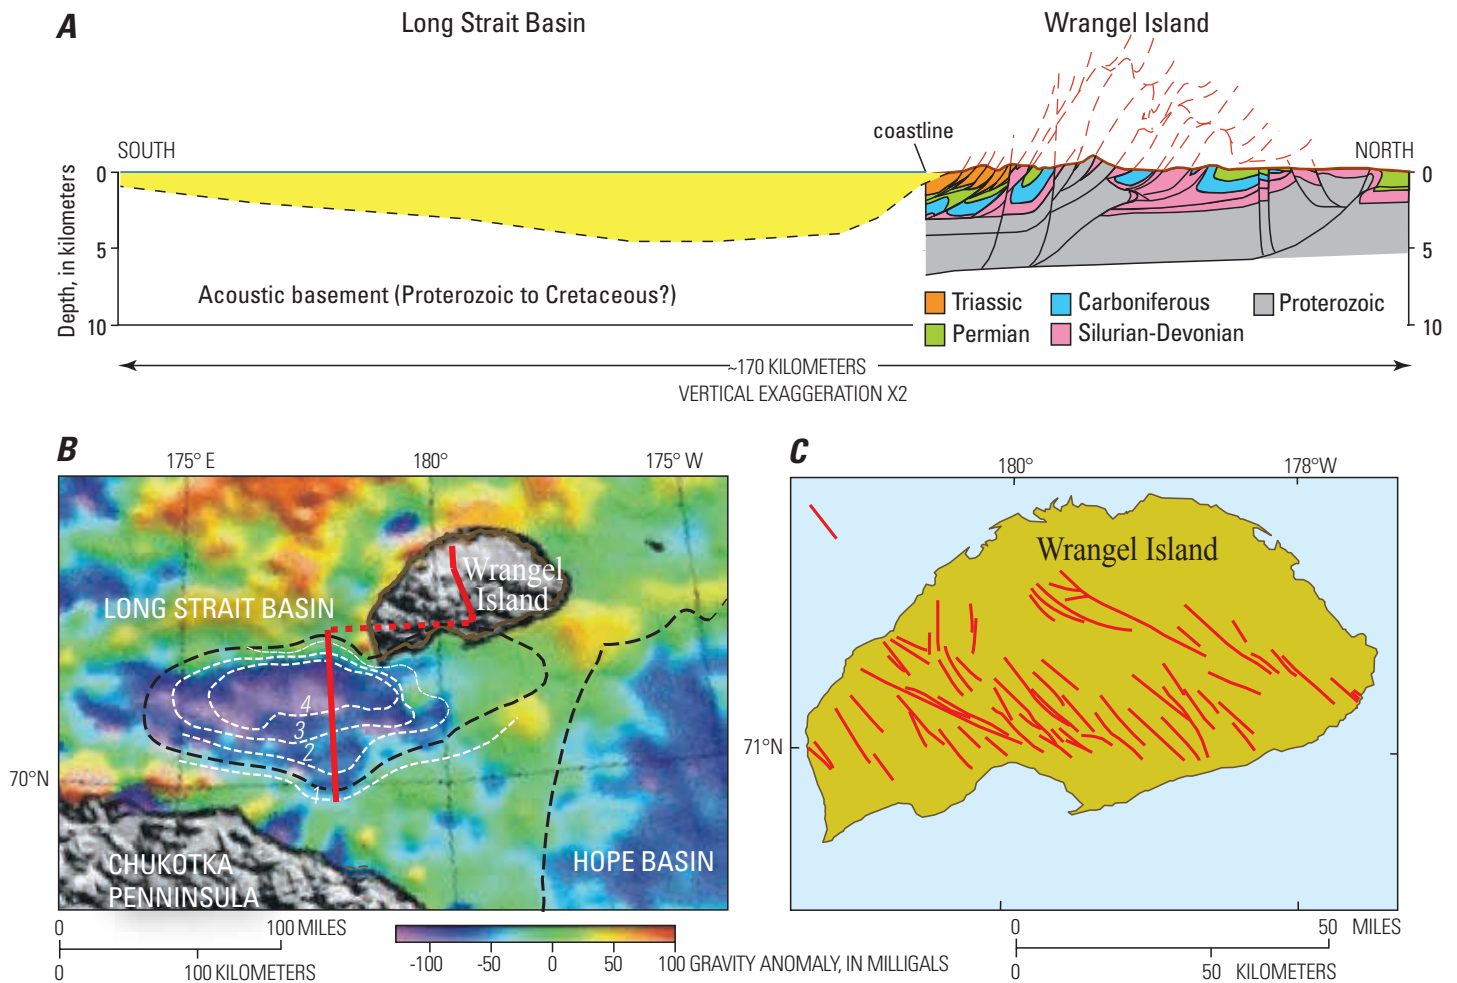 A
Long Strait Basin
Wrangel Island
coastline
SOUTH
NORTH
Depth, in kilometers
0
5
10
0
5
10
Acoustic basement (Proterozoic to Cretaceous?)
Triassic
Carboniferous
Proterozoic
Permian
Silurian-Devonian
~170 KILOMETERS
VERTICAL EXAGGERATION X2
B
175° E
180°
175° W
Wrangel
Island
LONG STRAIT BASIN
4
3
2
1
70°N
HOPE BASIN
CHUKOTKA
PENNINSULA
0
100 MILES
0
100 KILOMETERS
-100
-50
0
50
100 GRAVITY ANOMALY, IN MILLIGALS
C
180°
178°W
Wrangel Island
71°N
0
50 MILES
0
50 KILOMETERS